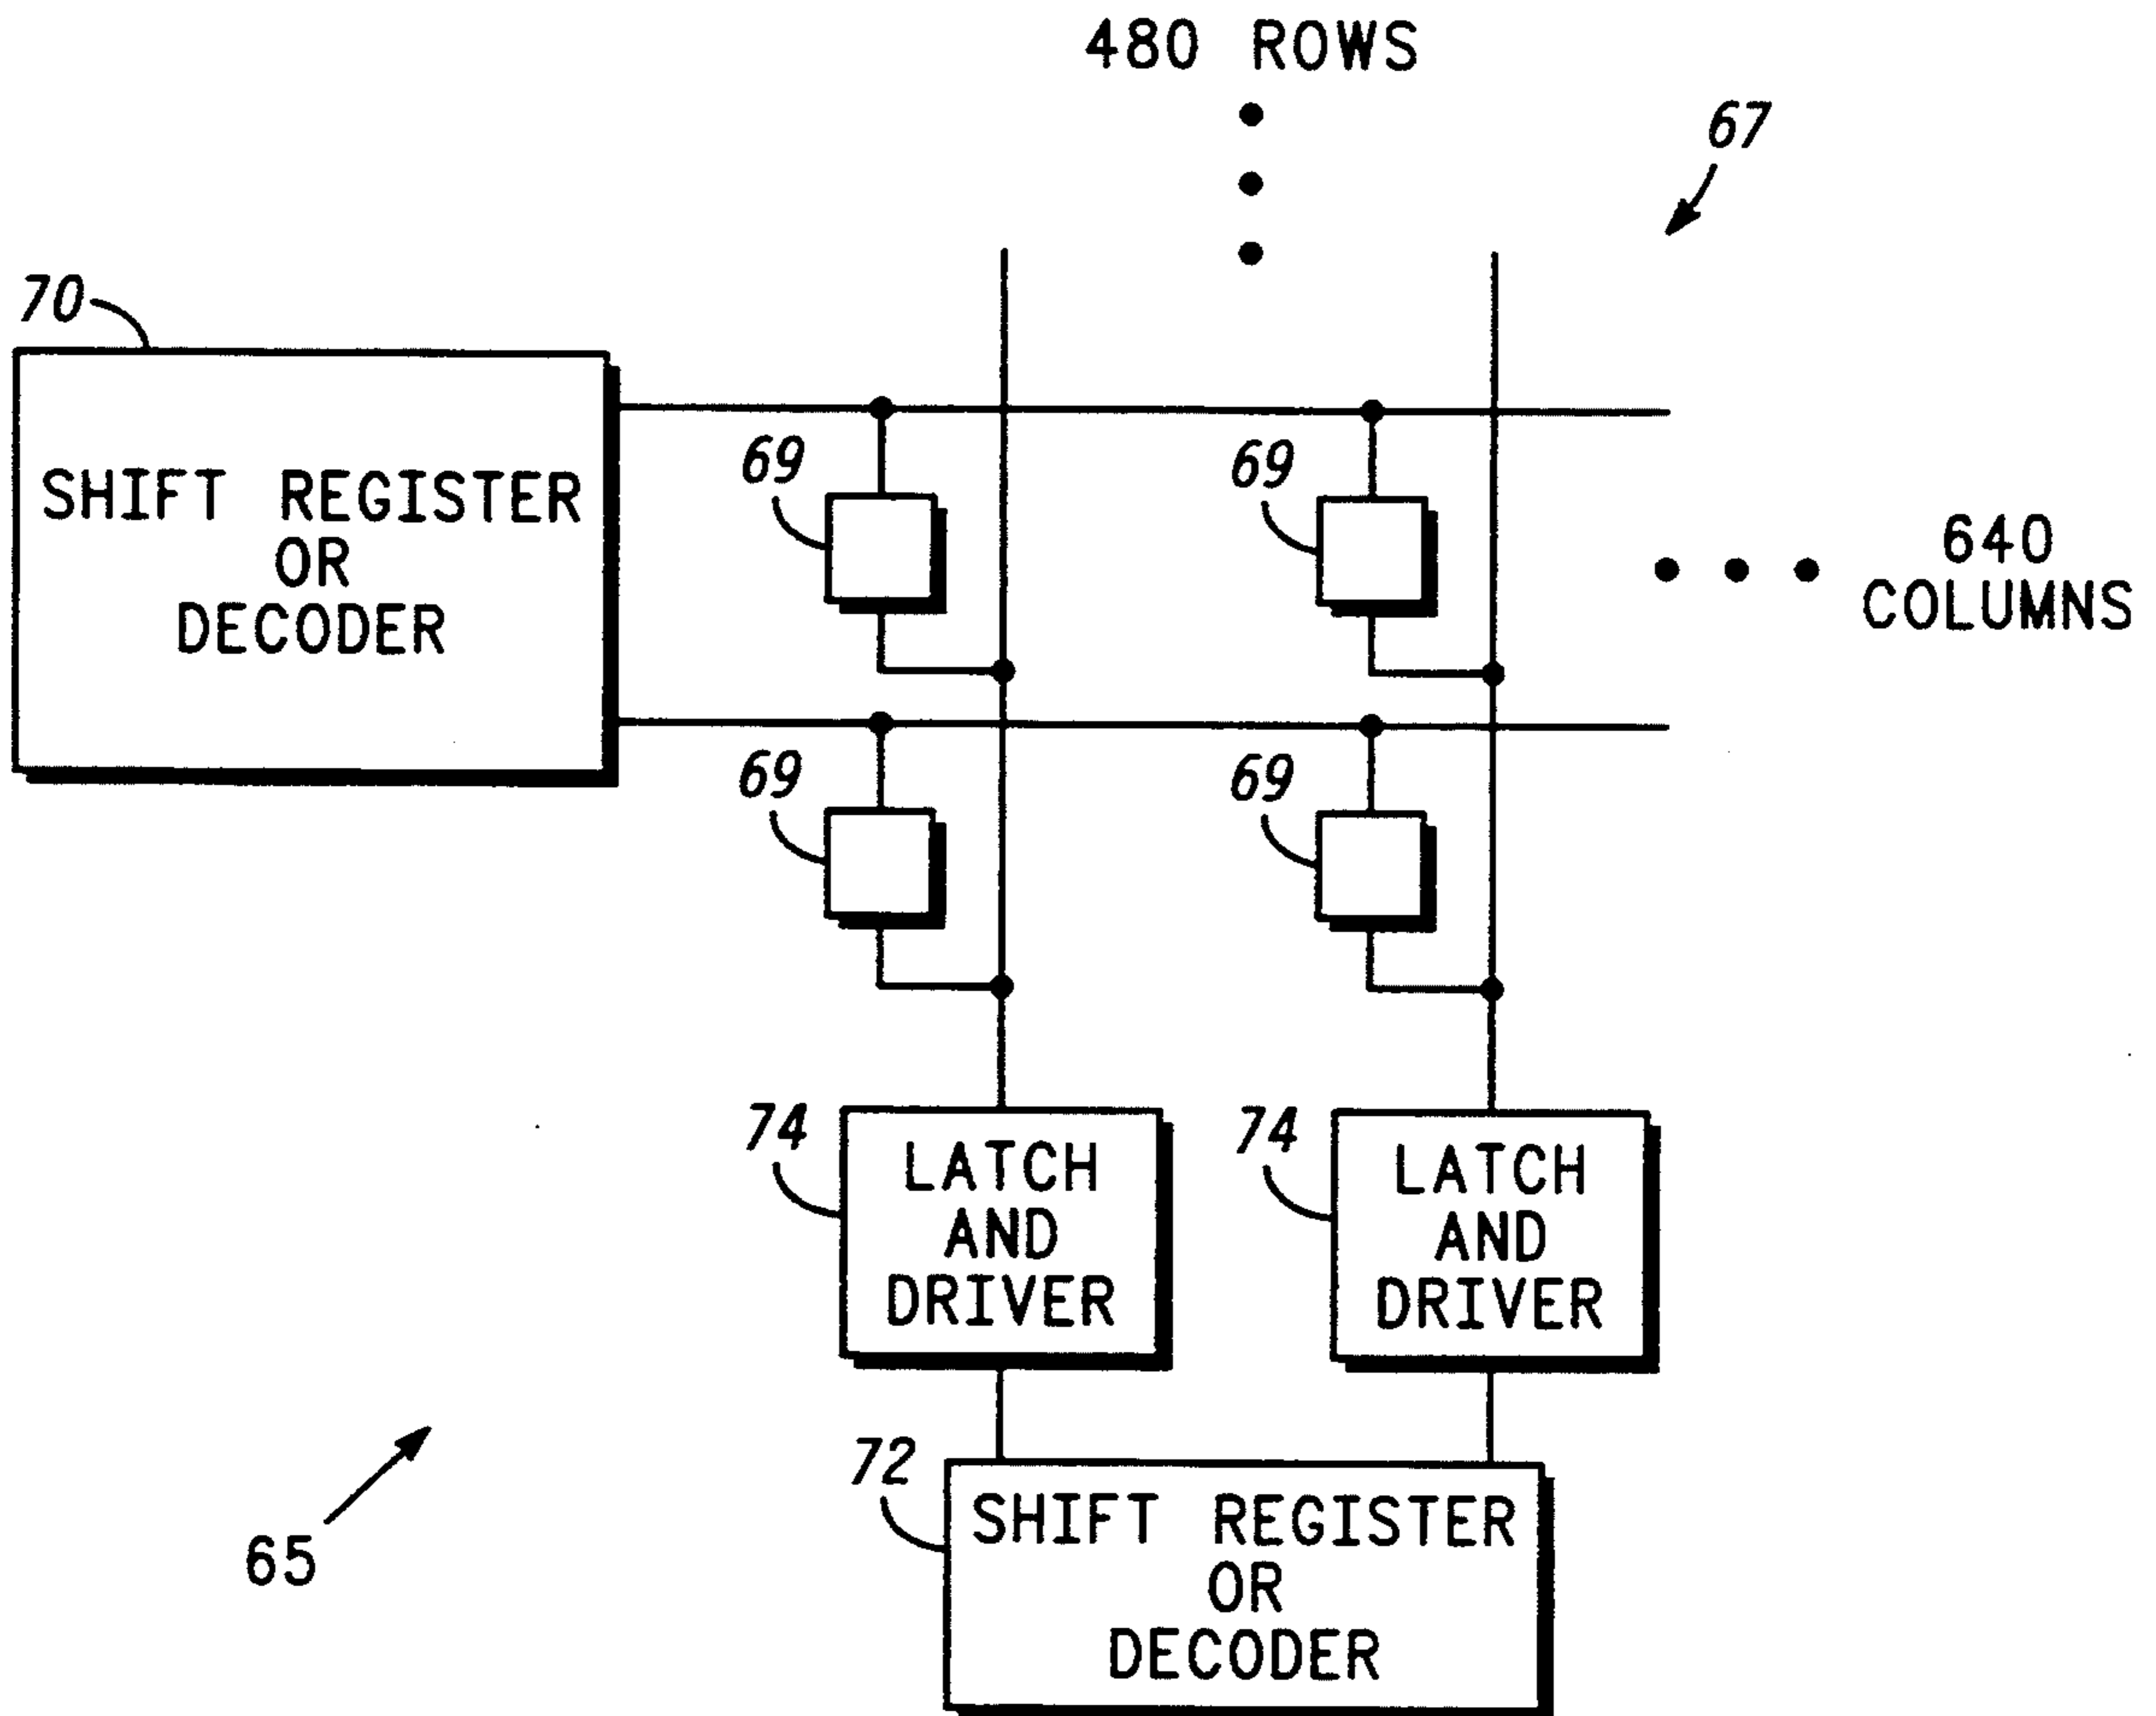 480 ROWS
67
70
SHIFT REGISTER
OR
DECODER
69
69
640
COLUMNS
69
69
74
LATCH
AND
DRIVER
74
LATCH
AND
DRIVER
72
SHIFT REGISTER
OR
DECODER
65